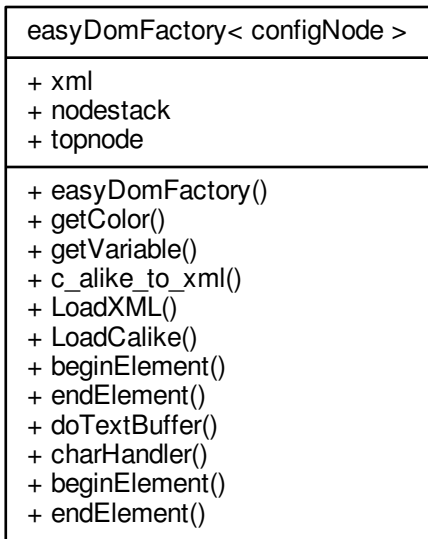 easyDomFactory< configNode >
+ xml
+ nodestack
+ topnode
+ easyDomFactory()
+ getColor()
+ getVariable()
+ c_alike_to_xml()
+ LoadXML()
+ LoadCalike()
+ beginElement()
+ endElement()
+ doTextBuffer()
+ charHandler()
+ beginElement()
+ endElement()